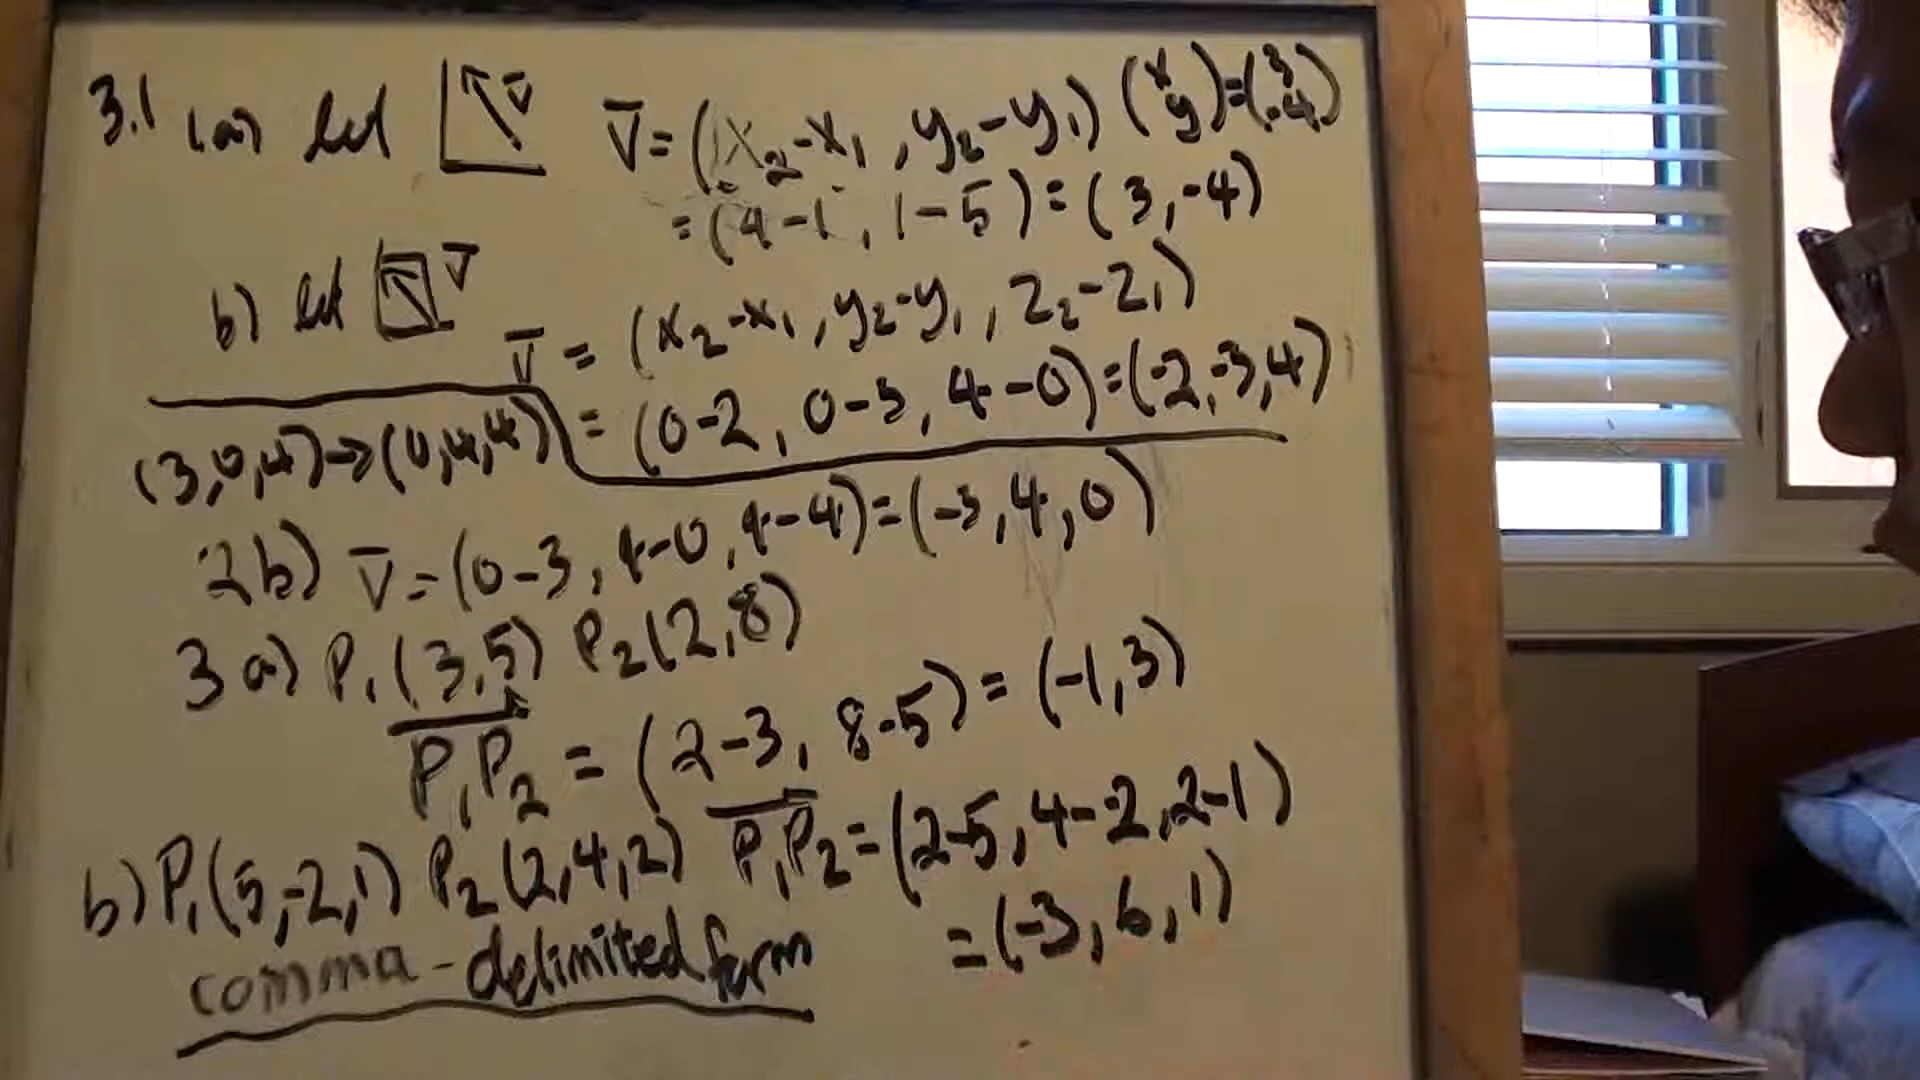 3.1 1a) let v̅ v̅ = (x₂-x₁, y₂-y₁) (x y) = (3 -4)
= (4-1, 1-5) = (3,-4)
b) let v̅
v̅ = (x₂-x₁, y₂-y₁, z₂-z₁)
= (0-2, 0-3, 4-0) = (-2,-3,4)
(3,0,4)→(0,4,4)
2b) v̅ = (0-3, 4-0, 4-4) = (-3,4,0)
3a) P₁(3,5) P₂(2,8)
P₁P₂ = (2-3, 8-5) = (-1,3)
b) P₁(5,-2,1) P₂(2,4,2) P₁P₂ = (2-5, 4--2, 2-1)
= (-3,6,1)
comma-delimited form